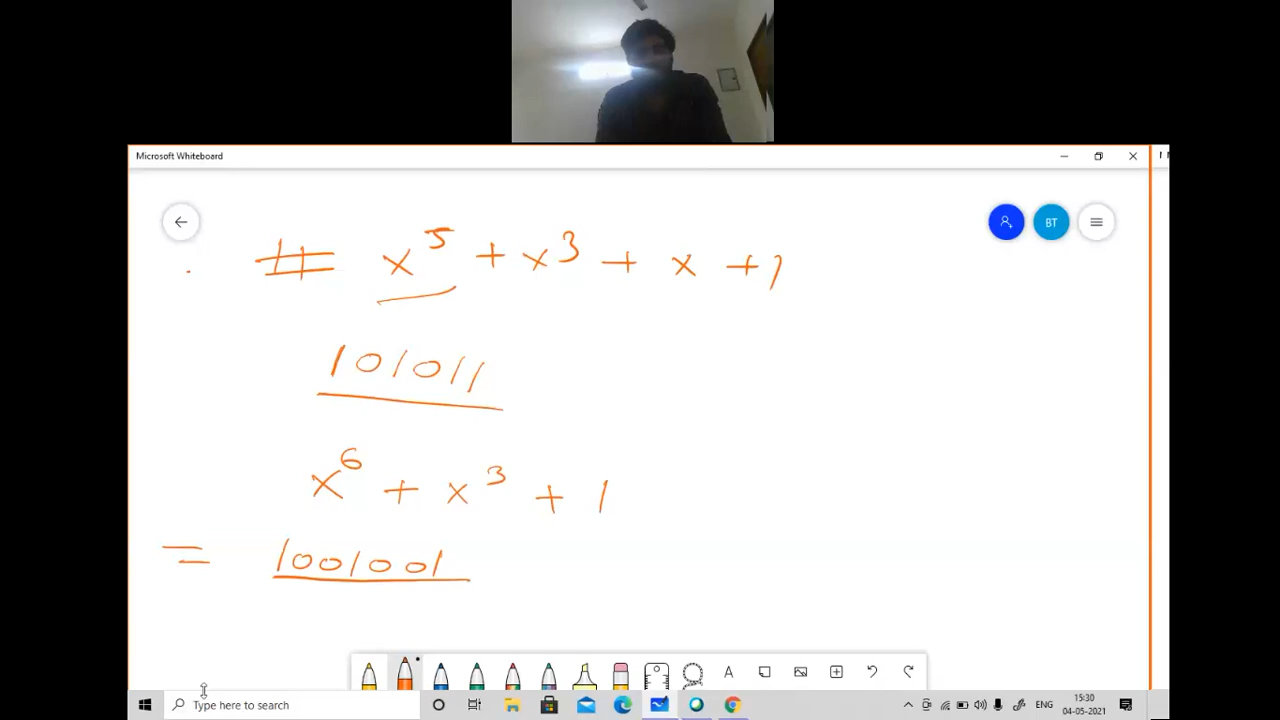 Microsoft Whiteboard
BT
# x⁵ + x³ + x + 1
101011
x⁶ + x³ + 1
= 1001001
A
Type here to search
ENG
15:30
04-05-2021